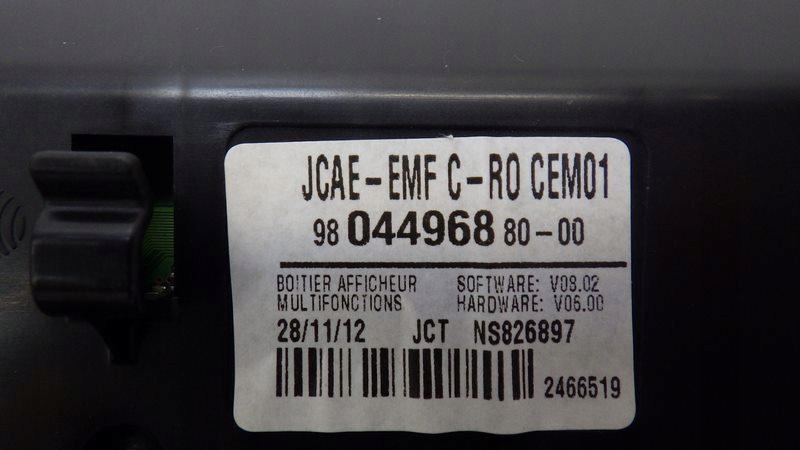 JCAE-EMF C-RO CEM01
98 044968 80-00
BOITIER AFFICHEUR SOFTWARE: V08.02
MULTIFONCTIONS HARDWARE: V06.00
28/11/12 JCT NS826897
2466519